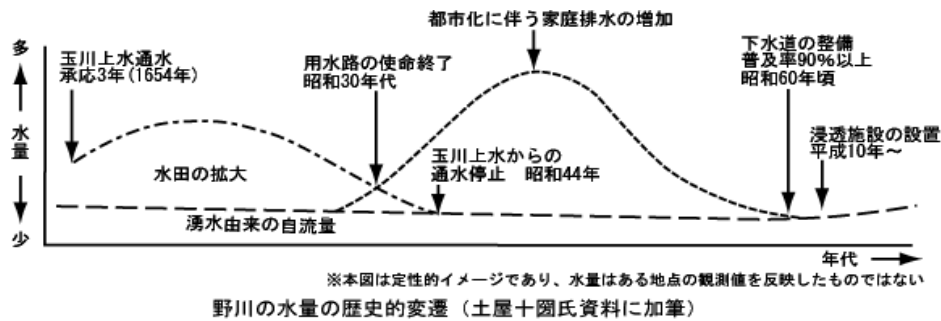 都市化に伴う家庭排水の増加
多
水量
少
玉川上水通水
承応3年(1654年)
用水路の使命終了
昭和30年代
下水道の整備
普及率90%以上
昭和60年頃
浸透施設の設置
平成10年～
水田の拡大
玉川上水からの
通水停止　昭和44年
湧水由来の自流量
年代
※本図は定性的イメージであり、水量はある地点の観測値を反映したものではない
野川の水量の歴史的変遷（土屋十圀氏資料に加筆）